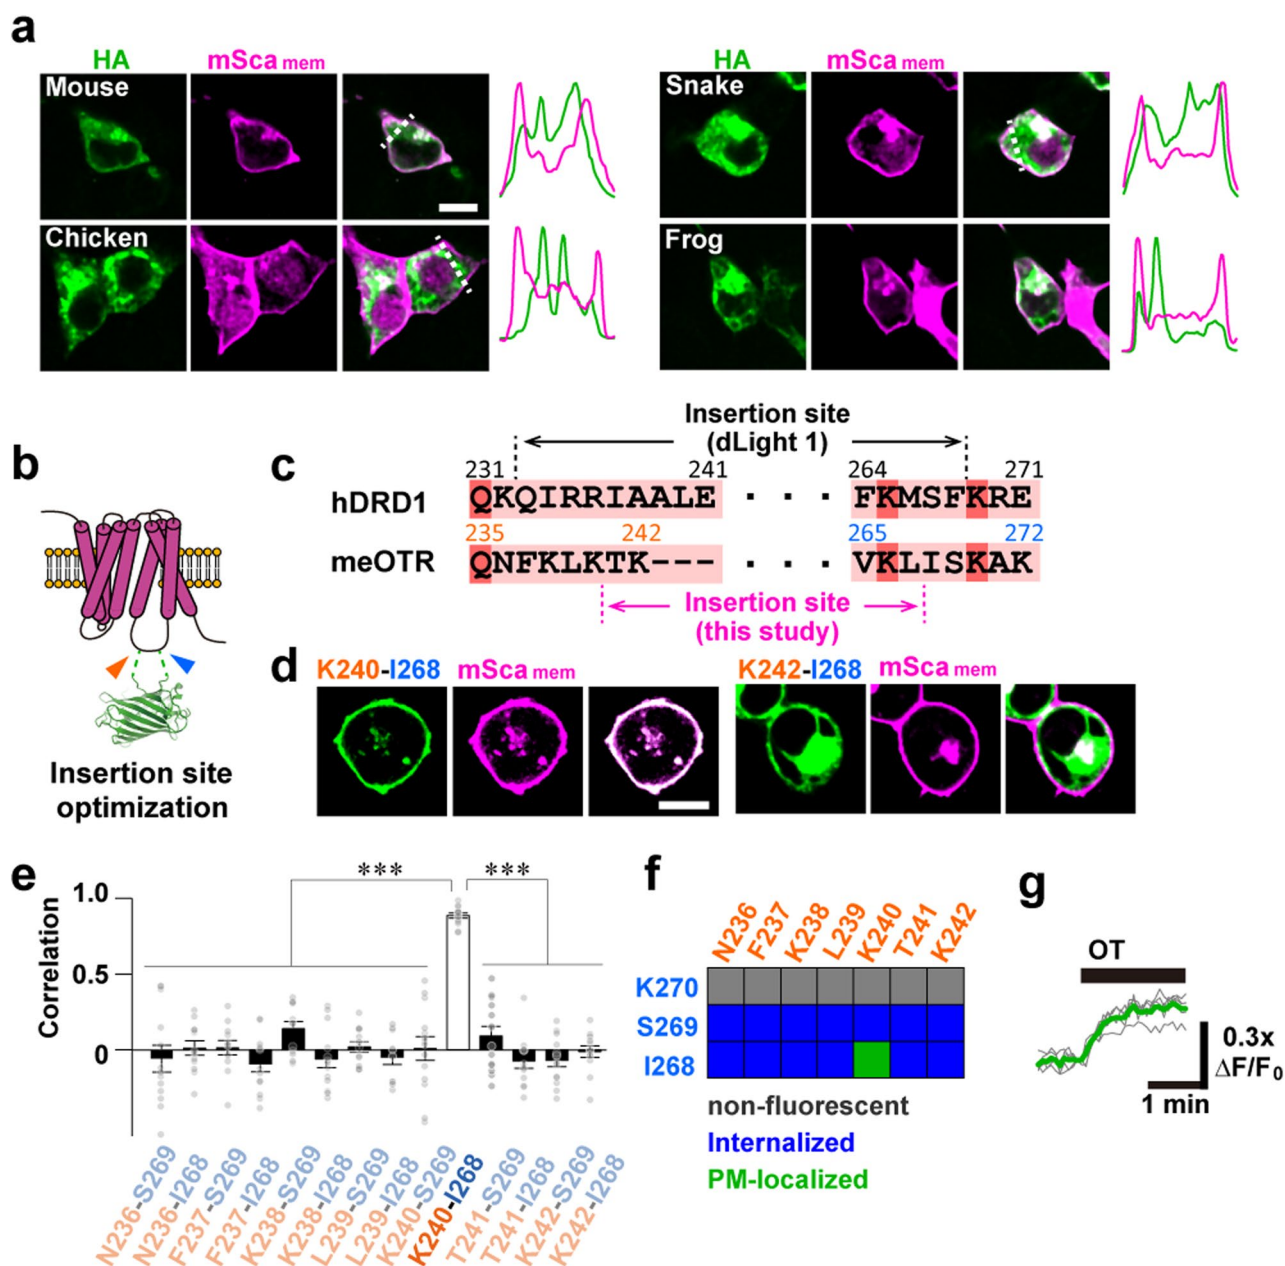 a
HA mSca mem
HA mSca mem
Mouse
Snake
Chicken
Frog
b
Insertion site
optimization
c
Insertion site
(dLight 1)
231 241 264 271
hDRD1 QKQIRRIAALE · · · FKMSFKRE
235 242 265 272
meOTR QNFKLKTK--- · · · VKLISKAK
Insertion site
(this study)
d
K240-I268 mSca mem
K242-I268 mSca mem
e
*** ***
Correlation
1.0
0.5
0
N236-S269
N236-I268
F237-S269
F237-I268
K238-S269
K238-I268
L239-S269
L239-I268
K240-S269
K240-I268
T241-S269
T241-I268
K242-S269
K242-I268
f
N236 F237 K238 L239 K240 T241 K242
K270
S269
I268
non-fluorescent
Internalized
PM-localized
g
OT
0.3x
ΔF/F0
1 min